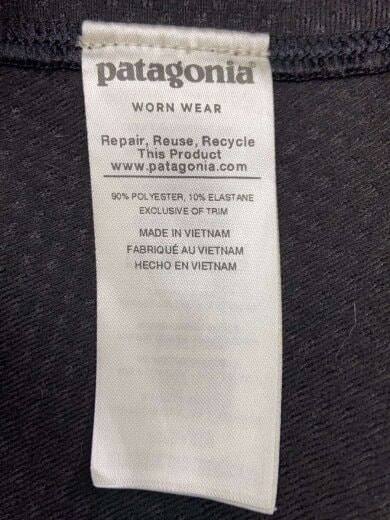 patagonia®
WORN WEAR
Repair, Reuse, Recycle
This Product
www.patagonia.com
90% POLYESTER, 10% ELASTANE
EXCLUSIVE OF TRIM
MADE IN VIETNAM
FABRIQUÉ AU VIETNAM
HECHO EN VIETNAM